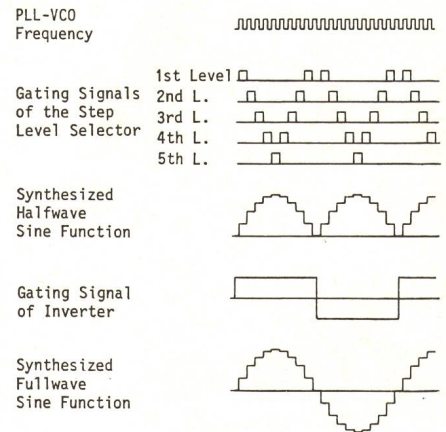 PLL-VCO
Frequency
1st Level
Gating Signals
of the Step
Level Selector
2nd L.
3rd L.
4th L.
5th L.
Synthesized
Halfwave
Sine Function
Gating Signal
of Inverter
Synthesized
Fullwave
Sine Function